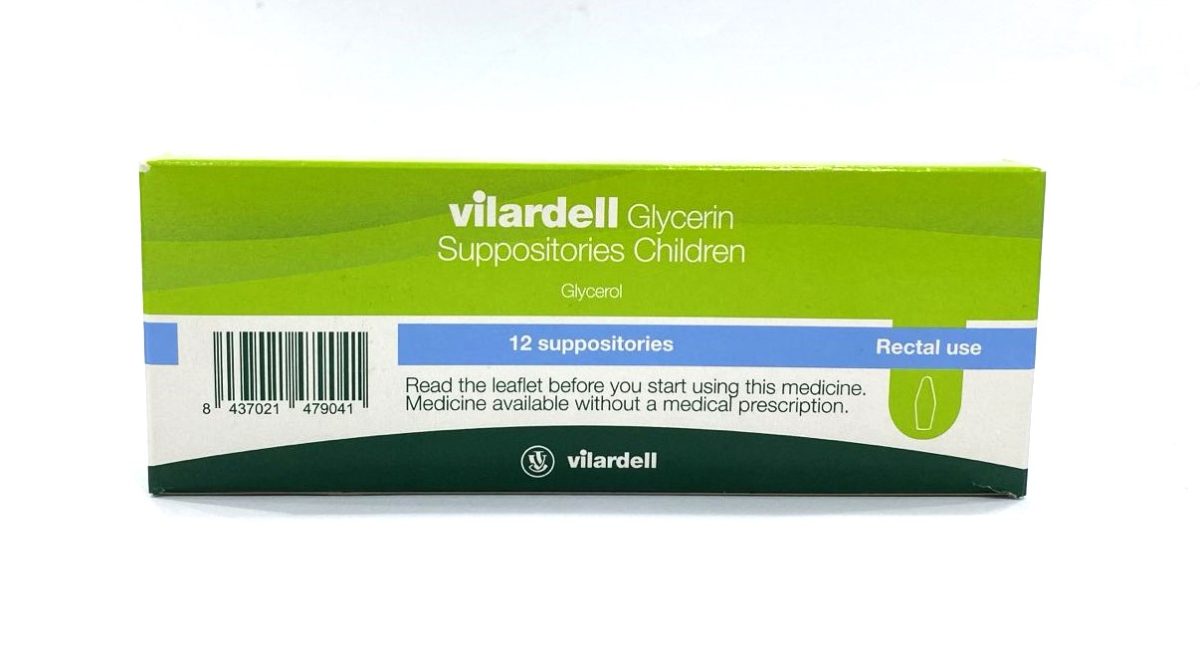 vilardell Glycerin
Suppositories Children
Glycerol
12 suppositories
Rectal use
8 437021 479041
Read the leaflet before you start using this medicine.
Medicine available without a medical prescription.
vilardell